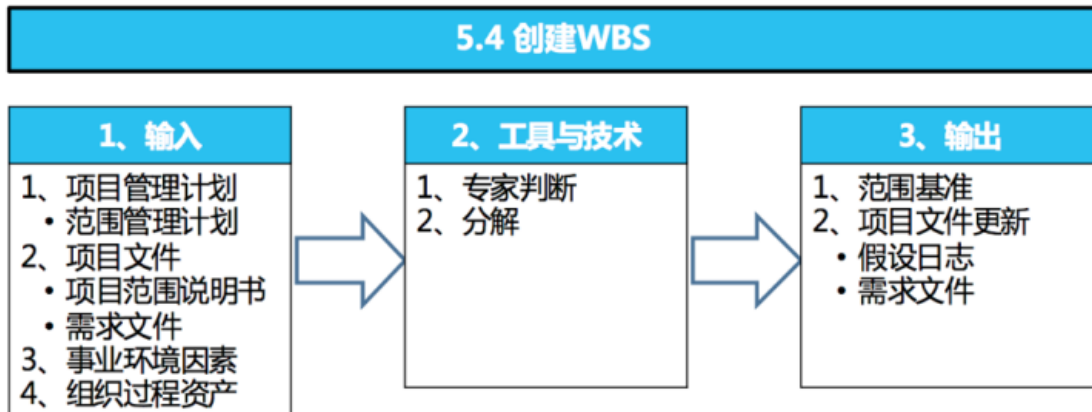 5.4 创建WBS
1、输入
1、项目管理计划
• 范围管理计划
2、项目文件
• 项目范围说明书
• 需求文件
3、事业环境因素
4、组织过程资产
2、工具与技术
1、专家判断
2、分解
3、输出
1、范围基准
2、项目文件更新
• 假设日志
• 需求文件